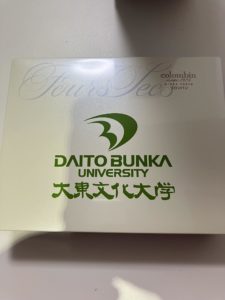 Fours Secs
colombin
DAITO BUNKA
UNIVERSITY
大東文化大学